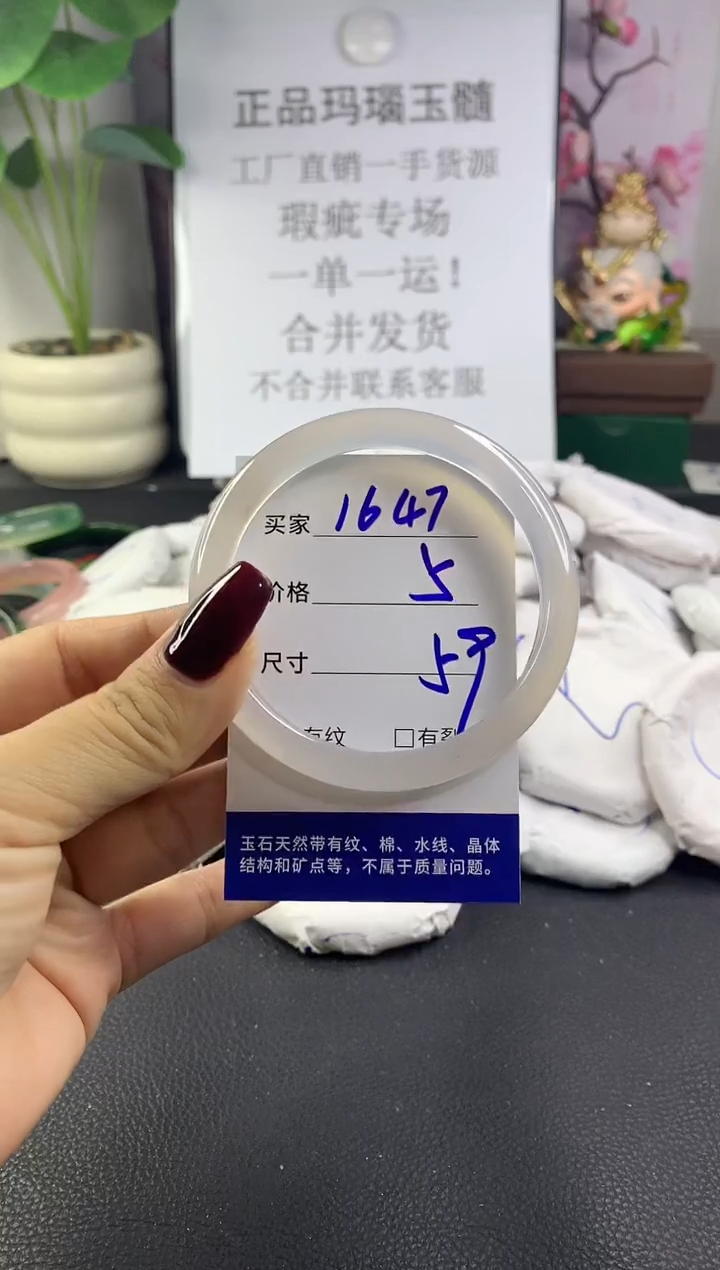 正品玛瑙玉髓
工厂直销一手货源
瑕疵专场
一单一运！
合并发货
不合并联系客服
买家 1647
价格 5
尺寸 59
有纹 □有裂
玉石天然带有纹、棉、水线、晶体
结构和矿点等，不属于质量问题。